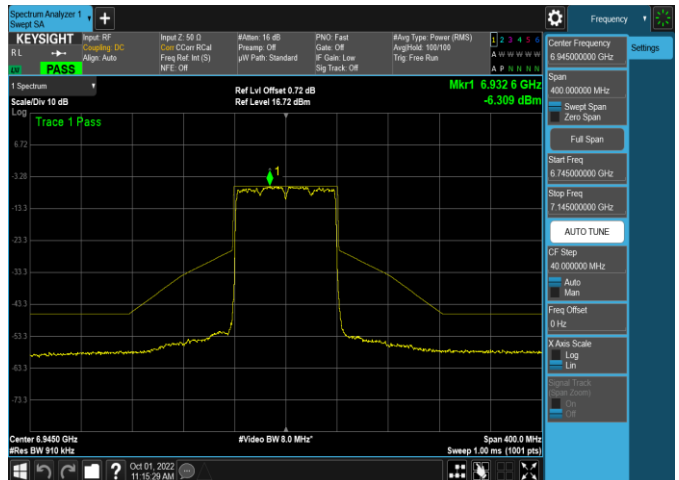 Spectrum Analyzer 1
Swept SA
Frequency
KEYSIGHT
RL
LW
PASS
Input: RF
Coupling: DC
Align: Auto
Input Z: 50 Ω
Corr CCorr RCal
Freq Ref: Int (S)
NFE: Off
#Atten: 16 dB
Preamp: Off
µW Path: Standard
PNO: Fast
Gate: Off
IF Gain: Low
Sig Track: Off
#Avg Type: Power (RMS)
Avg|Hold: 100/100
Trig: Free Run
1 2 3 4 5 6
A W W W W W
A P N N N N
1 Spectrum
Scale/Div 10 dB
Log
Ref Lvl Offset 0.72 dB
Ref Level 16.72 dBm
Mkr1 6.932 6 GHz
-6.309 dBm
Trace 1 Pass
1
6.72
-3.28
-13.3
-23.3
-33.3
-43.3
-53.3
-63.3
-73.3
Center 6.9450 GHz
#Res BW 910 kHz
#Video BW 8.0 MHz*
Span 400.0 MHz
Sweep 1.00 ms (1001 pts)
Oct 01, 2022
11:15:29 AM
Center Frequency
6.945000000 GHz
Settings
Span
400.000000 MHz
Swept Span
Zero Span
Full Span
Start Freq
6.745000000 GHz
Stop Freq
7.145000000 GHz
AUTO TUNE
CF Step
40.000000 MHz
Auto
Man
Freq Offset
0 Hz
X Axis Scale
Log
Lin
Signal Track
(Span Zoom)
On
Off